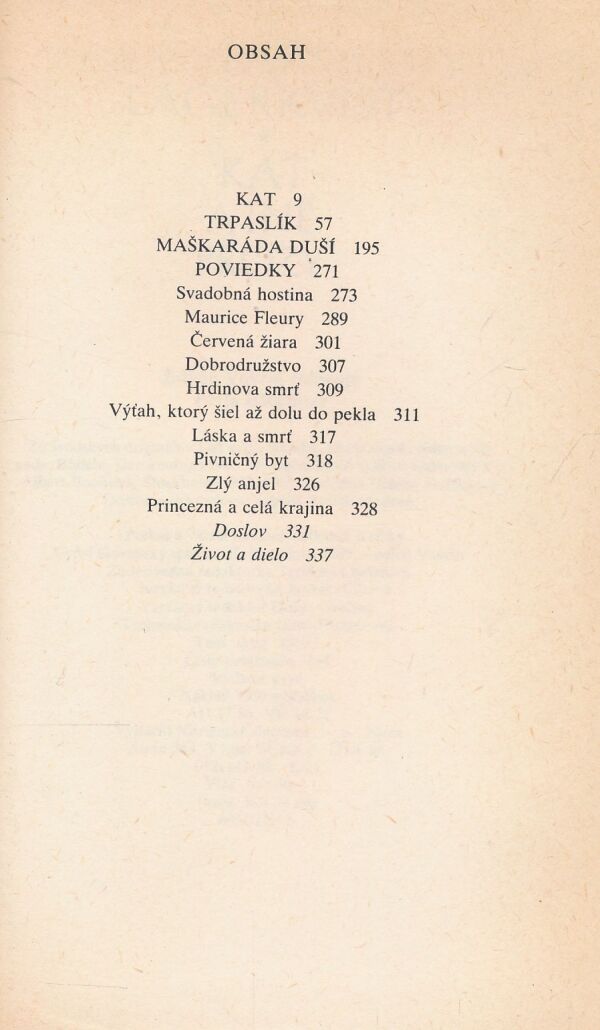 OBSAH
KAT 9
TRPASLÍK 57
MAŠKARÁDA DUŠÍ 195
POVIEDKY 271
Svadobná hostina 273
Maurice Fleury 289
Červená žiara 301
Dobrodružstvo 307
Hrdinova smrť 309
Výťah, ktorý šiel až dolu do pekla 311
Láska a smrť 317
Pivničný byt 318
Zlý anjel 326
Princezná a celá krajina 328
Doslov 331
Život a dielo 337